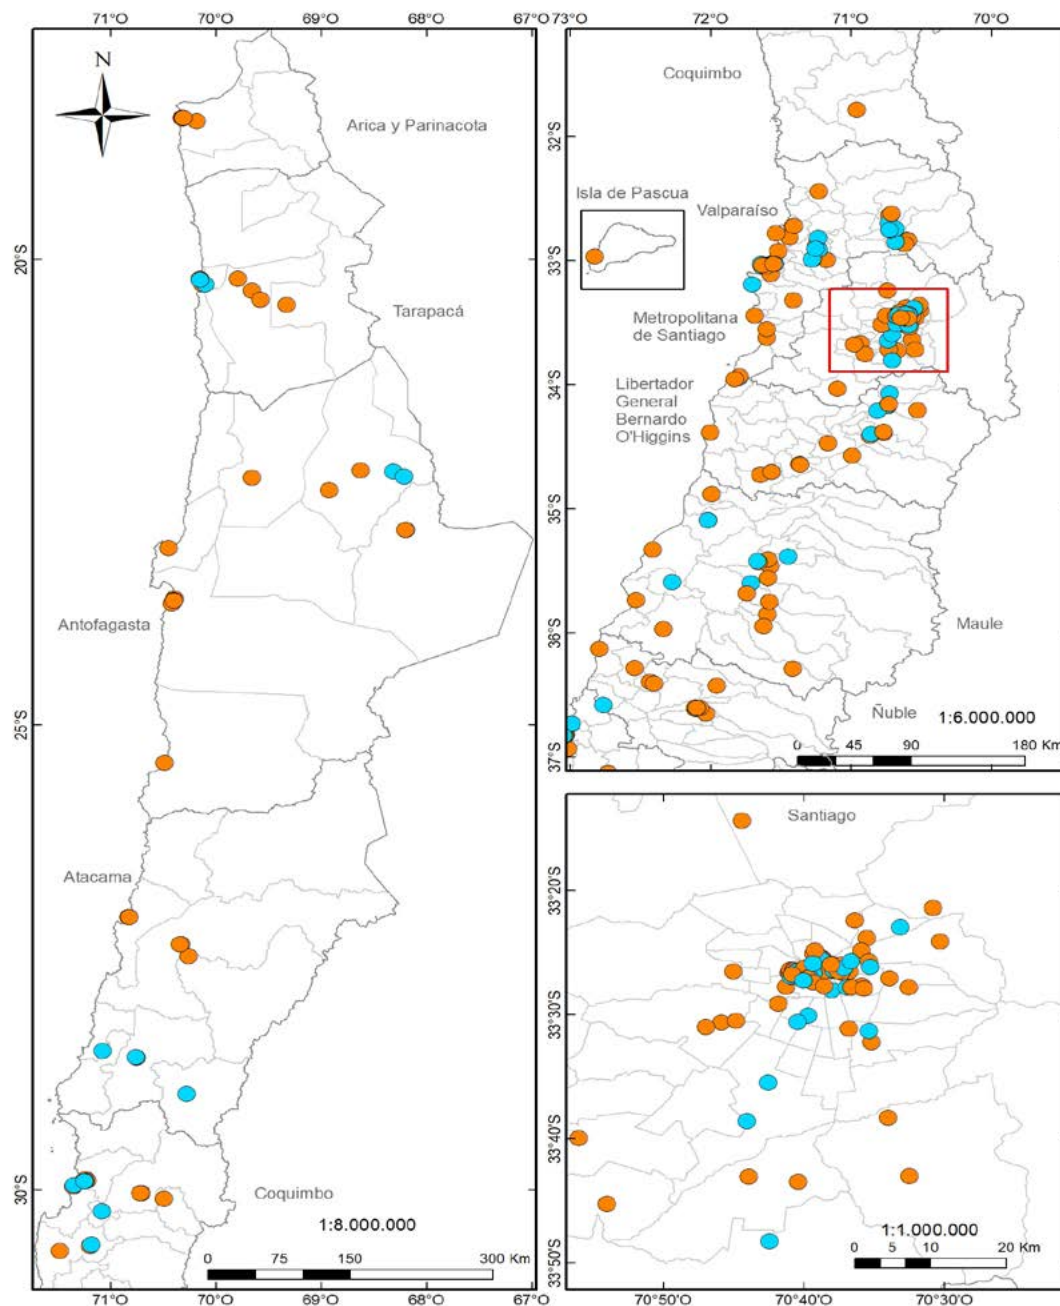 71°O 70°O 69°O 68°O 67°O
N
Arica y Parinacota
20°S
Tarapacá
Antofagasta
25°S
Atacama
30°S
Coquimbo
1:8.000.000
0 75 150 300 Km
71°O 70°O 69°O 68°O 67°O
73°O 72°O 71°O 70°O
Coquimbo
32°S
Isla de Pascua
Valparaíso
33°S
Metropolitana
de Santiago
34°S
Libertador
General
Bernardo
O'Higgins
35°S
36°S
Maule
Ñuble
1:6.000.000
37°S
0 45 90 180 Km
Santiago
33°20'S
33°30'S
33°40'S
33°50'S
1:1.000.000
0 5 10 20 Km
70°50'O 70°40'O 70°30'O